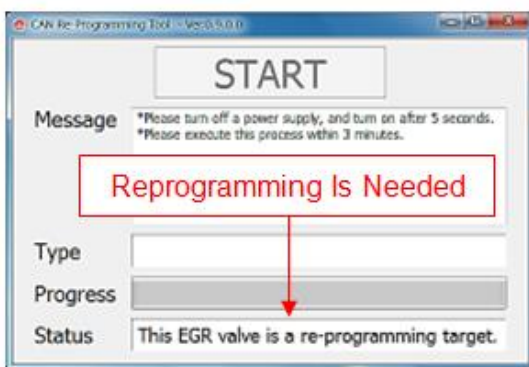 CAN Re-Programming Tool - Ver.0.9.0.0
START
Message
*Please turn off a power supply, and turn on after 5 seconds.
*Please execute this process wthin 3 minutes.
Reprogramming Is Needed
Type
Progress
Status
This EGR valve is a re-programming target.